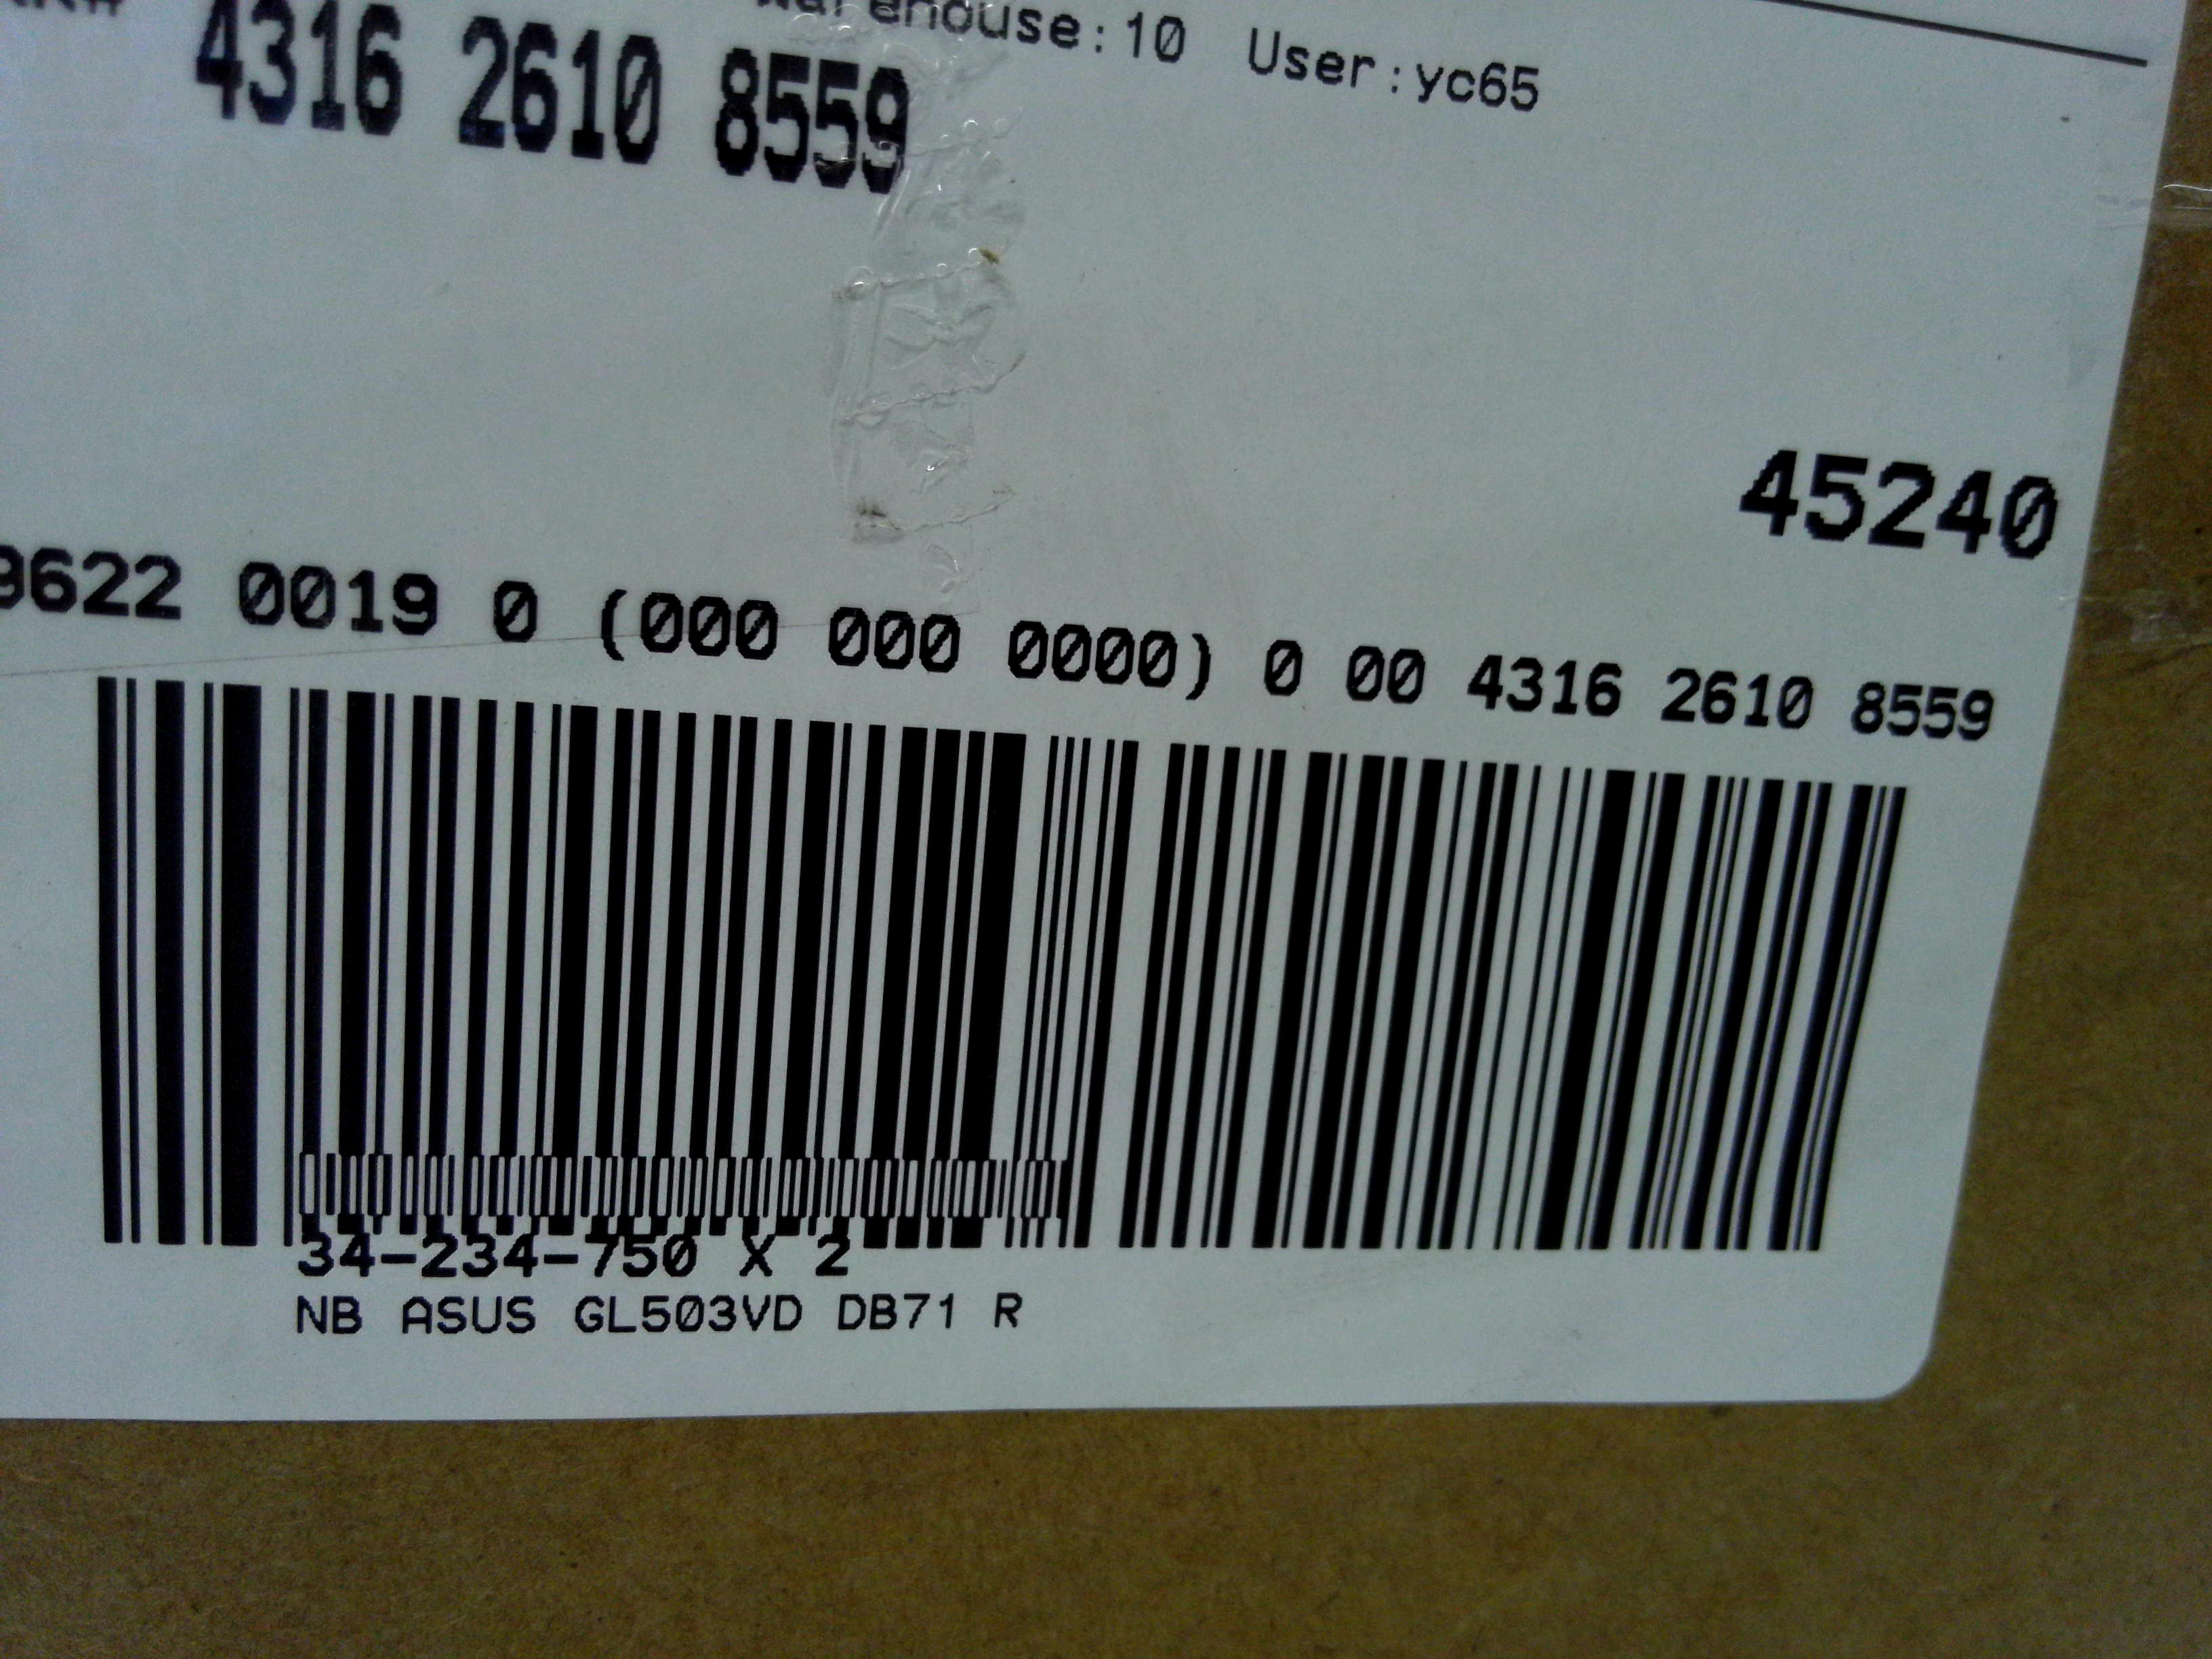 4316 2610 8559
Warehouse:10 User:yc65
45240
9622 0019 0 (000 000 0000) 0 00 4316 2610 8559
34-234-750 X 2
NB ASUS GL503VD DB71 R